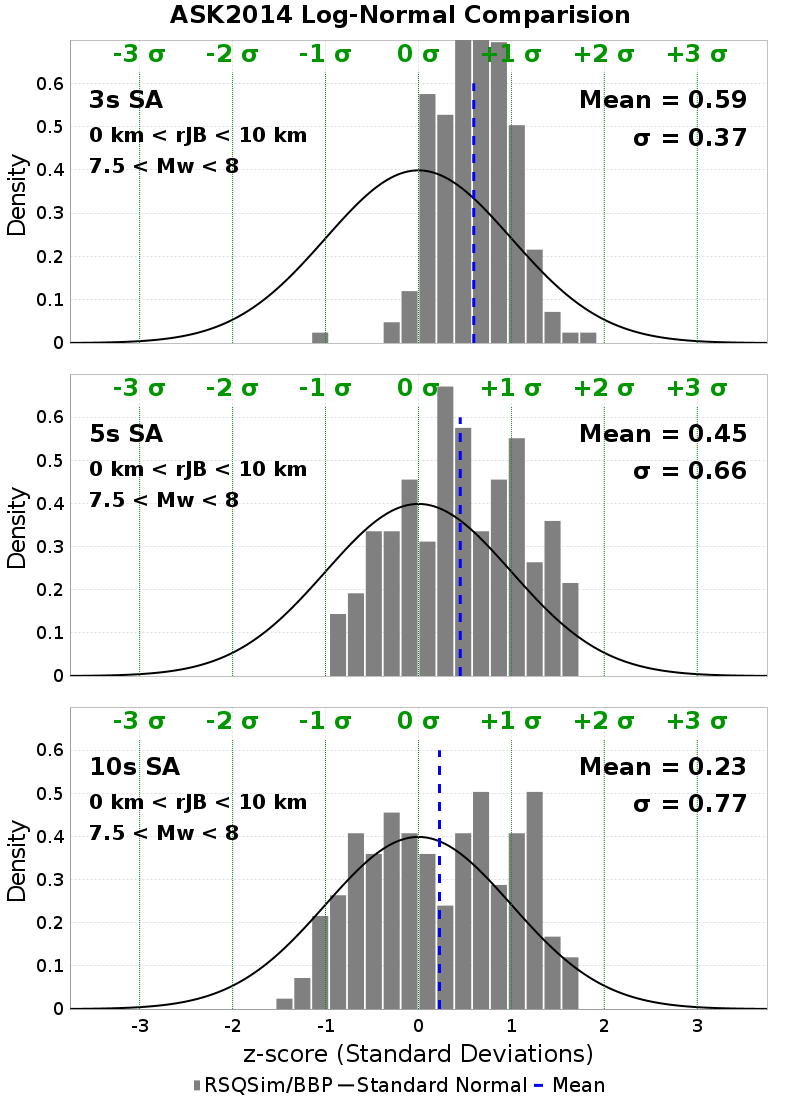 ASK2014 Log-Normal Comparision
-3 σ -2 σ -1 σ 0 σ +1 σ +2 σ +3 σ
3s SA
0 km < rJB < 10 km
7.5 < Mw < 8
Mean = 0.59
σ = 0.37
0.6
0.5
0.4
0.3
0.2
0.1
0
Density
-3 σ -2 σ -1 σ 0 σ +1 σ +2 σ +3 σ
5s SA
0 km < rJB < 10 km
7.5 < Mw < 8
Mean = 0.45
σ = 0.66
0.6
0.5
0.4
0.3
0.2
0.1
0
Density
-3 σ -2 σ -1 σ 0 σ +1 σ +2 σ +3 σ
10s SA
0 km < rJB < 10 km
7.5 < Mw < 8
Mean = 0.23
σ = 0.77
0.6
0.5
0.4
0.3
0.2
0.1
0
Density
-3 -2 -1 0 1 2 3
z-score (Standard Deviations)
RSQSim/BBP Standard Normal Mean